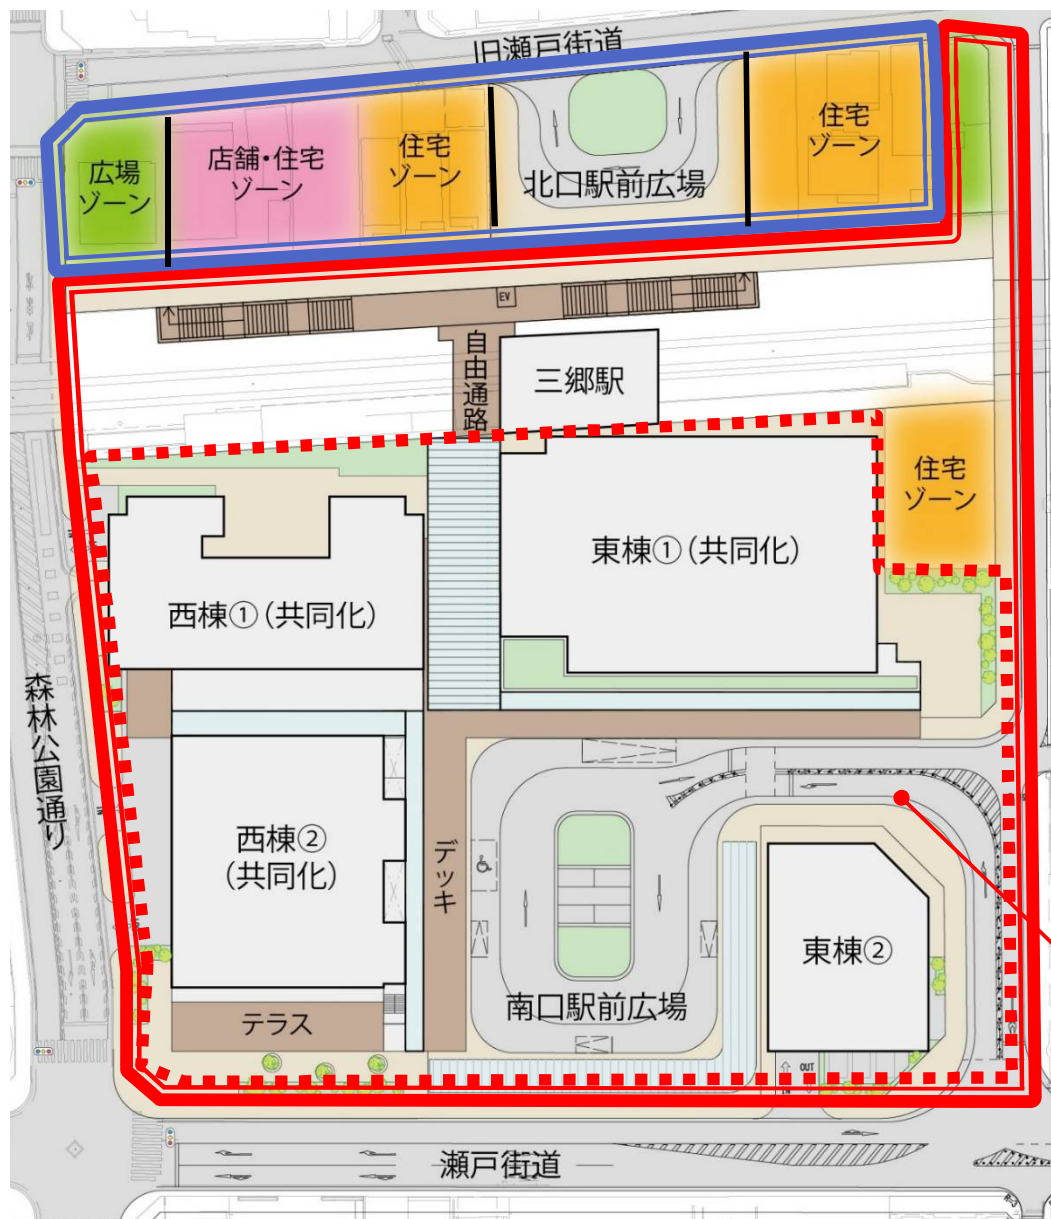 旧瀬戸街道
広場
ゾーン
店舗・住宅
ゾーン
住宅
ゾーン
北口駅前広場
住宅
ゾーン
EV
自由通路
三郷駅
住宅
ゾーン
東棟①(共同化)
西棟①(共同化)
森林公園通り
西棟②
(共同化)
デッキ
東棟②
南口駅前広場
テラス
OUT
IN
瀬戸街道